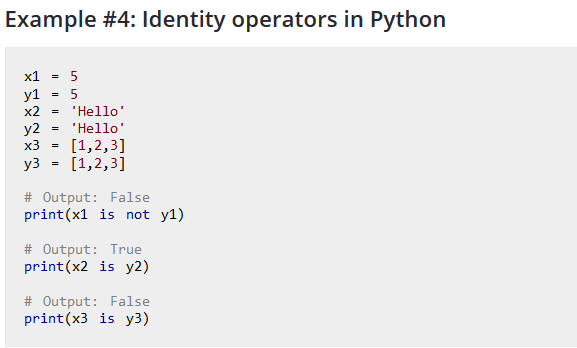 Example #4: Identity operators in Python
x1 = 5
y1 = 5
x2 = 'Hello'
y2 = 'Hello'
x3 = [1,2,3]
y3 = [1,2,3]
# Output: False
print(x1 is not y1)
# Output: True
print(x2 is y2)
# Output: False
print(x3 is y3)